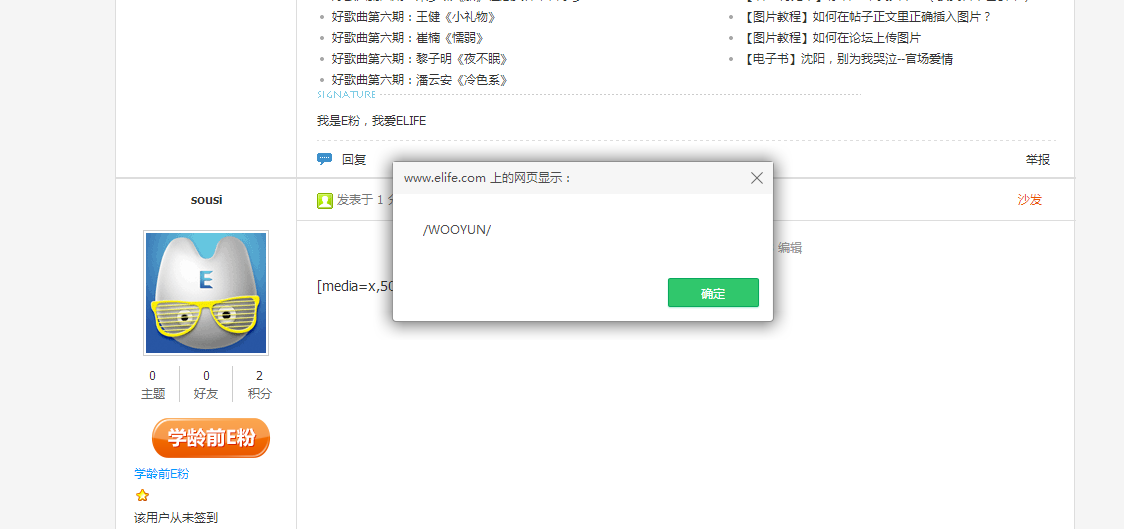 好歌曲第六期：王健《小礼物》
【图片教程】如何在帖子正文里正确插入图片？
好歌曲第六期：崔楠《懦弱》
【图片教程】如何在论坛上传图片
好歌曲第六期：黎子明《夜不眠》
【电子书】沈阳，别为我哭泣--官场爱情
好歌曲第六期：潘云安《冷色系》
SIGNATURE
我是E粉，我爱ELIFE
回复
举报
www.elife.com 上的网页显示：
/WOOYUN/
确定
sousi
发表于 1
沙发
编辑
[media=x,50
E
0
0
2
主题
好友
积分
学龄前E粉
学龄前E粉
该用户从未签到